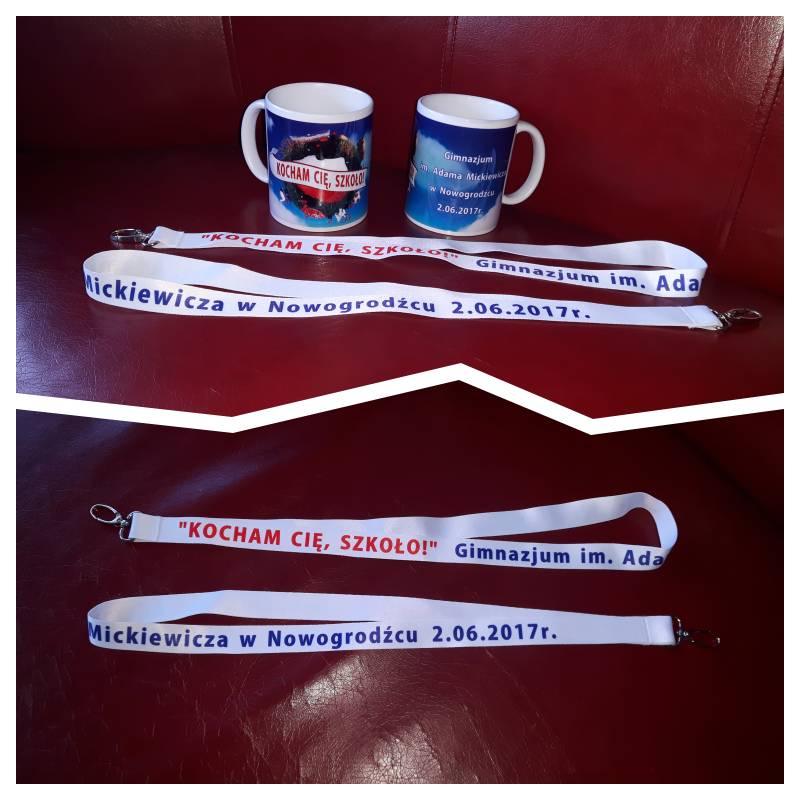 KOCHAM CIĘ, SZKOŁO!
Gimnazjum
im. Adama Mickiewicza
w Nowogrodźcu
2.06.2017r.
"KOCHAM CIĘ, SZKOŁO!" Gimnazjum im. Ada
Mickiewicza w Nowogrodźcu 2.06.2017r.
"KOCHAM CIĘ, SZKOŁO!" Gimnazjum im. Ada
Mickiewicza w Nowogrodźcu 2.06.2017r.